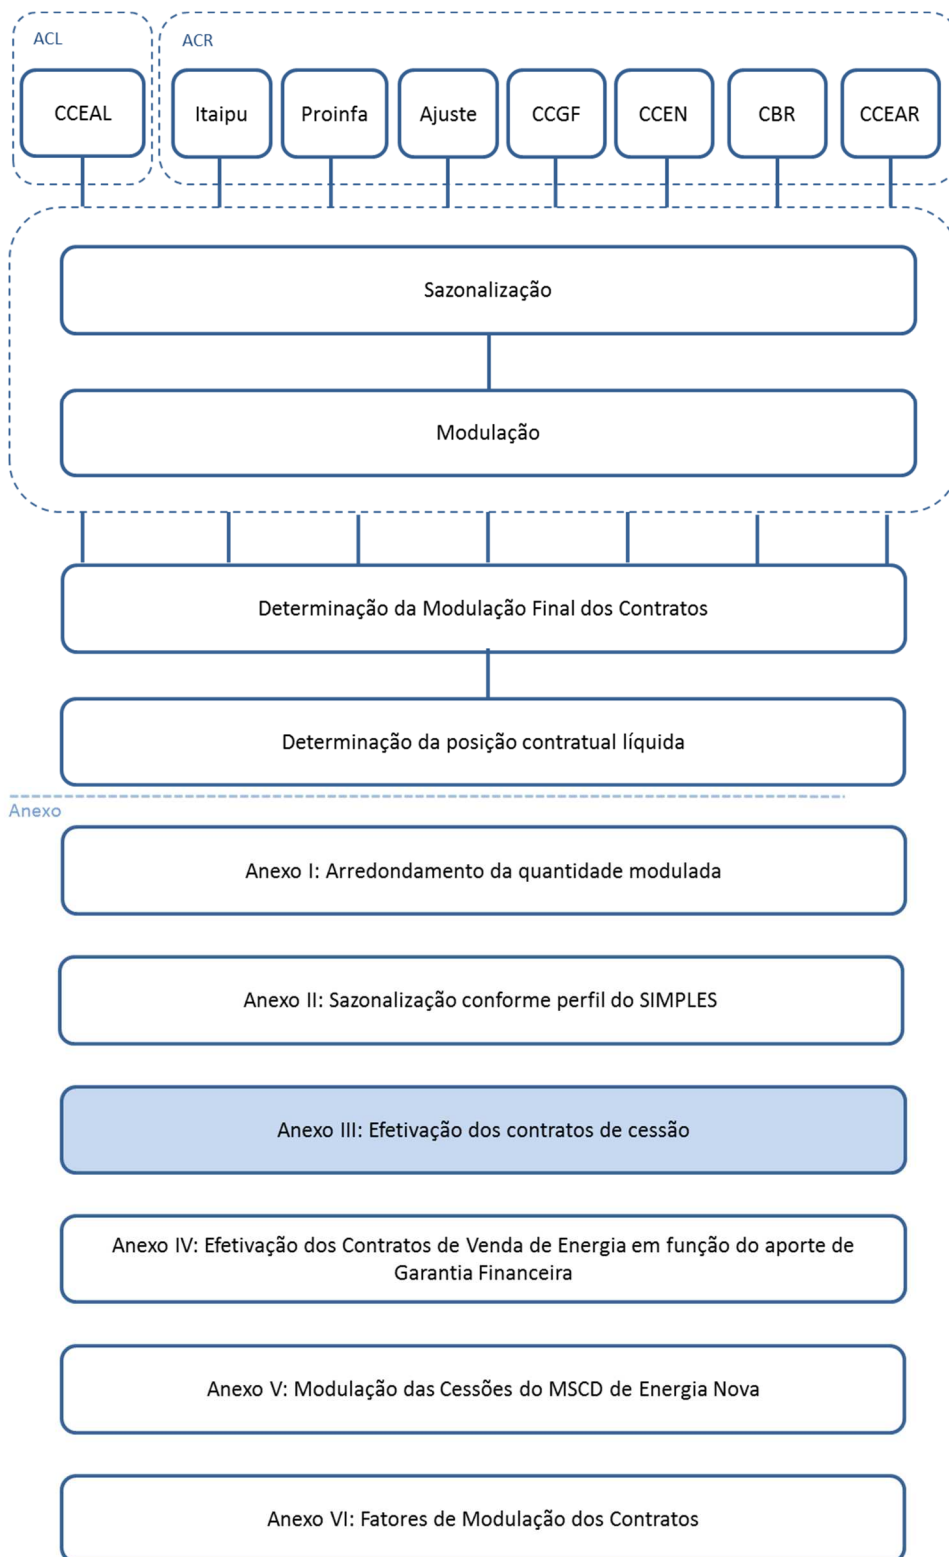 ACL
ACR
CCEAL
Itaipu
Proinfa
Ajuste
CCGF
CCEN
CBR
CCEAR
Sazonalização
Modulação
Determinação da Modulação Final dos Contratos
Determinação da posição contratual líquida
Anexo
Anexo I: Arredondamento da quantidade modulada
Anexo II: Sazonalização conforme perfil do SIMPLES
Anexo III: Efetivação dos contratos de cessão
Anexo IV: Efetivação dos Contratos de Venda de Energia em função do aporte de
Garantia Financeira
Anexo V: Modulação das Cessões do MSCD de Energia Nova
Anexo VI: Fatores de Modulação dos Contratos